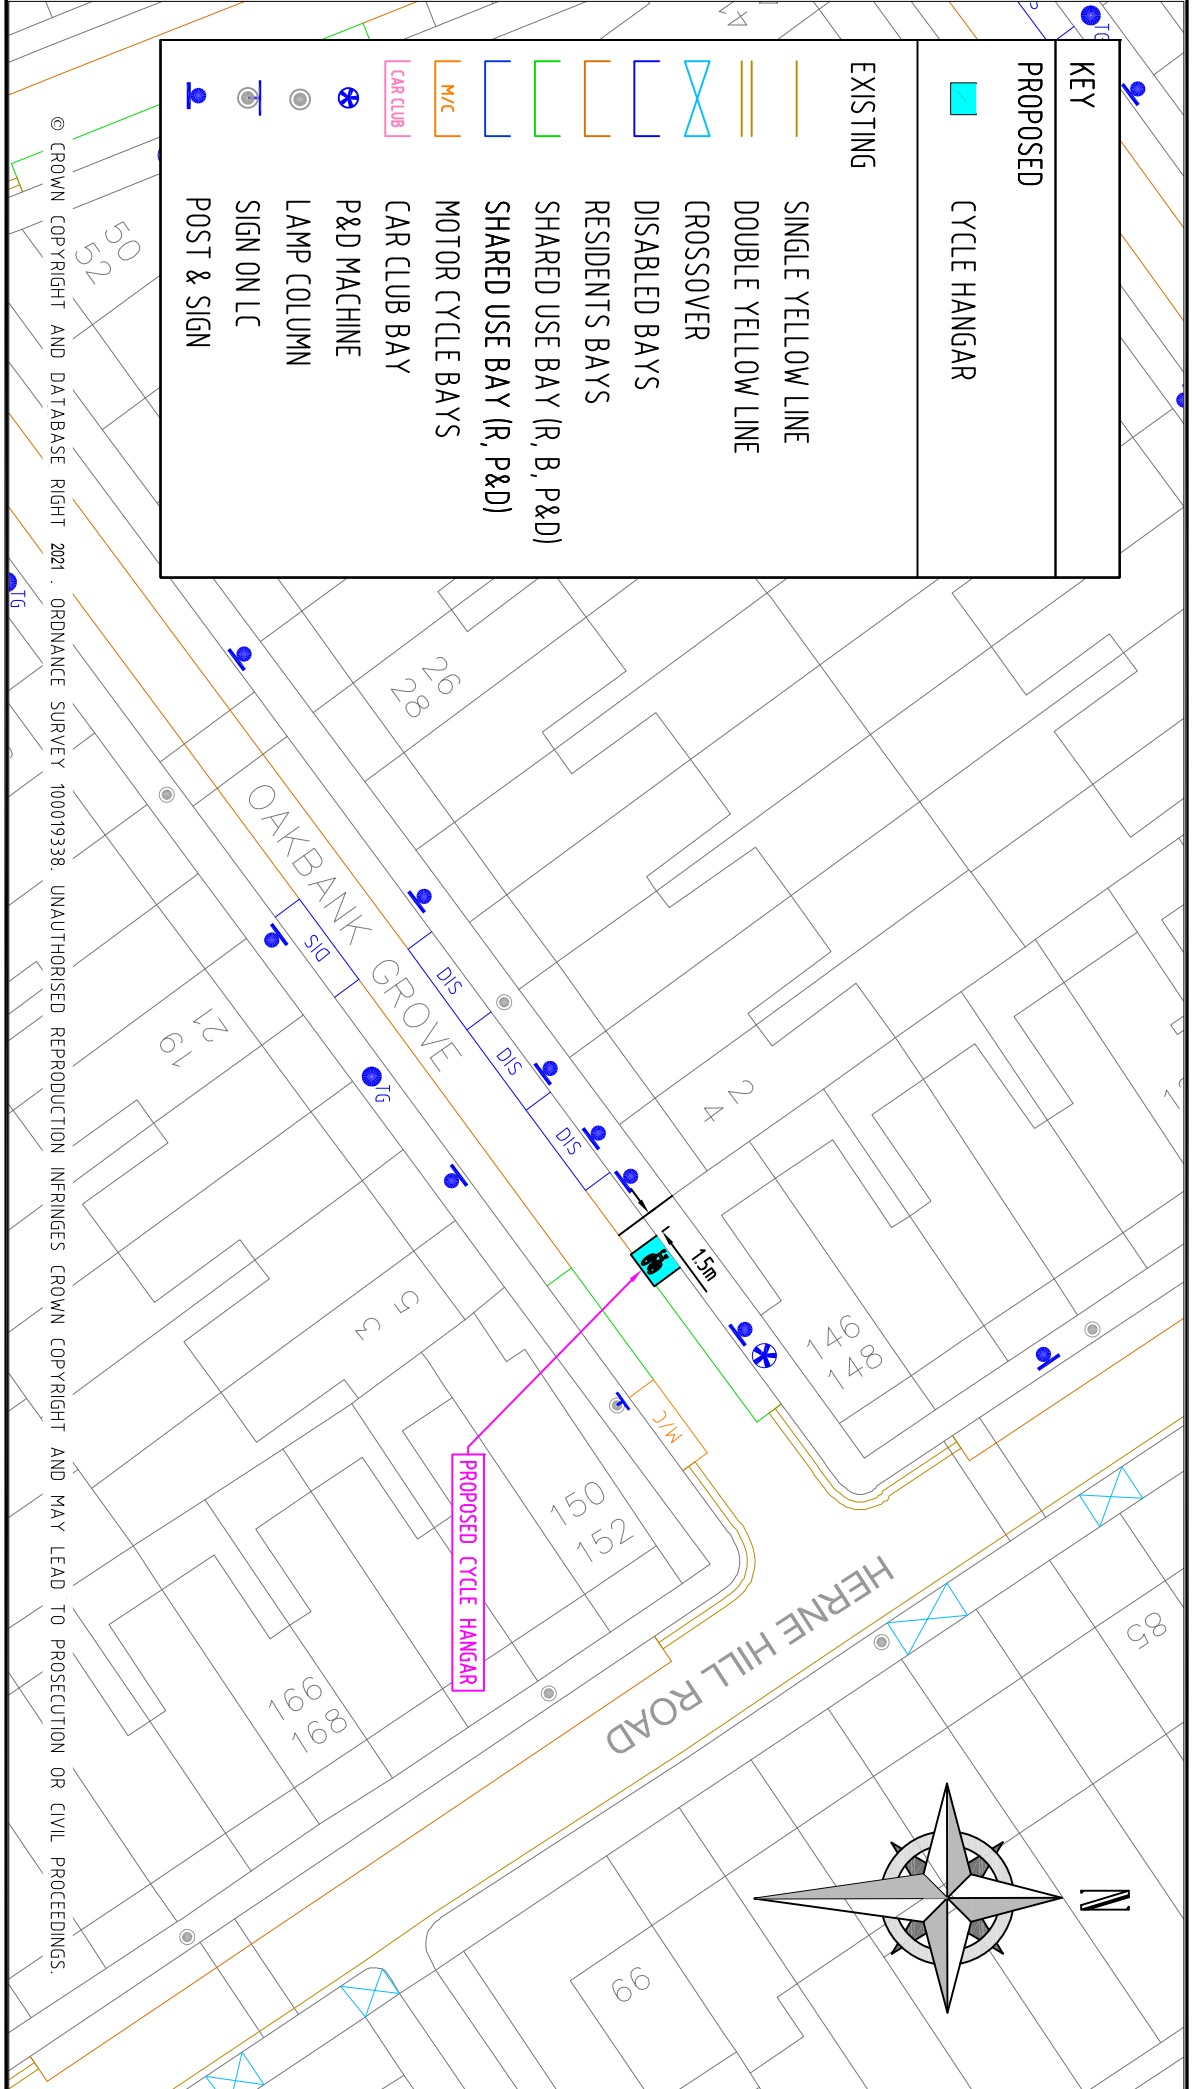 KEY
PROPOSED
CYCLE HANGAR
EXISTING
SINGLE YELLOW LINE
DOUBLE YELLOW LINE
CROSSOVER
DISABLED BAYS
RESIDENTS BAYS
SHARED USE BAY (R, B, P&D)
SHARED USE BAY (R, P&D)
M/C
MOTOR CYCLE BAYS
CAR CLUB
CAR CLUB BAY
P&D MACHINE
LAMP COLUMN
SIGN ON LC
POST & SIGN
TG
41
50
52
26
28
OAKBANK GROVE
DIS
DIS
DIS
DIS
TG
TG
21
19
2
4
5
3
1.5m
146
148
M/C
150
152
PROPOSED CYCLE HANGAR
HERNE HILL ROAD
85
166
168
66
N
© CROWN COPYRIGHT AND DATABASE RIGHT 2021. ORDNANCE SURVEY 100019338. UNAUTHORISED REPRODUCTION INFRINGES CROWN COPYRIGHT AND MAY LEAD TO PROSECUTION OR CIVIL PROCEEDINGS.